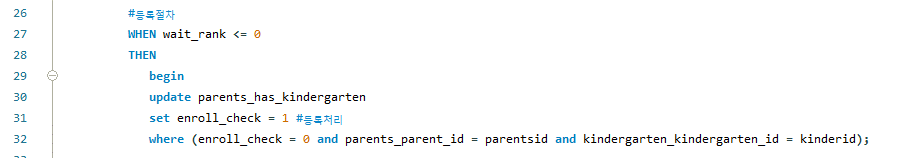 26 #등록절차
27 WHEN wait_rank <= 0
28 THEN
29 begin
30 update parents_has_kindergarten
31 set enroll_check = 1 #등록처리
32 where (enroll_check = 0 and parents_parent_id = parentsid and kindergarten_kindergarten_id = kinderid);